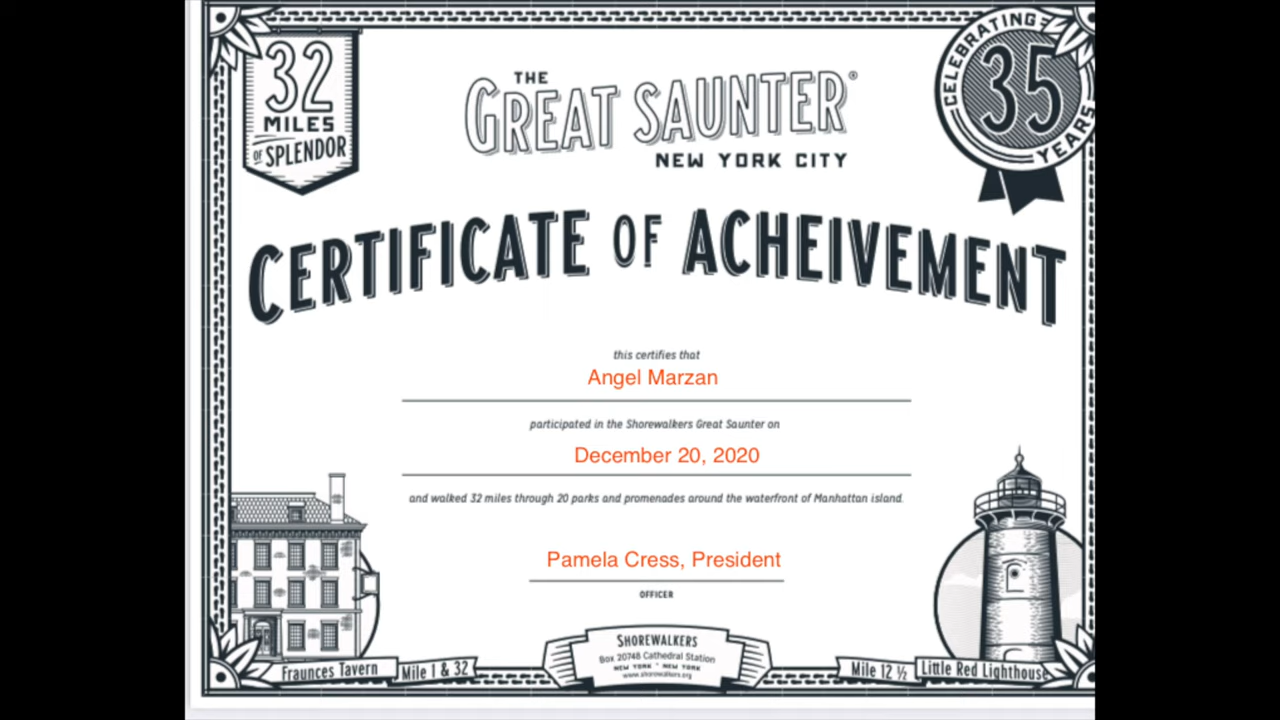 32
MILES
OF SPLENDOR
THE
GREAT SAUNTER®
NEW YORK CITY
CELEBRATING
35
YEARS
CERTIFICATE OF ACHEIVEMENT
this certifies that
Angel Marzan
participated in the Shorewalkers Great Saunter on
December 20, 2020
and walked 32 miles through 20 parks and promenades around the waterfront of Manhattan island.
Pamela Cress, President
OFFICER
SHOREWALKERS
Box 20748 Cathedral Station
NEW YORK * NEW YORK
www.shorewalkers.org
Fraunces Tavern
Mile 1 & 32
Mile 12 ½
Little Red Lighthouse